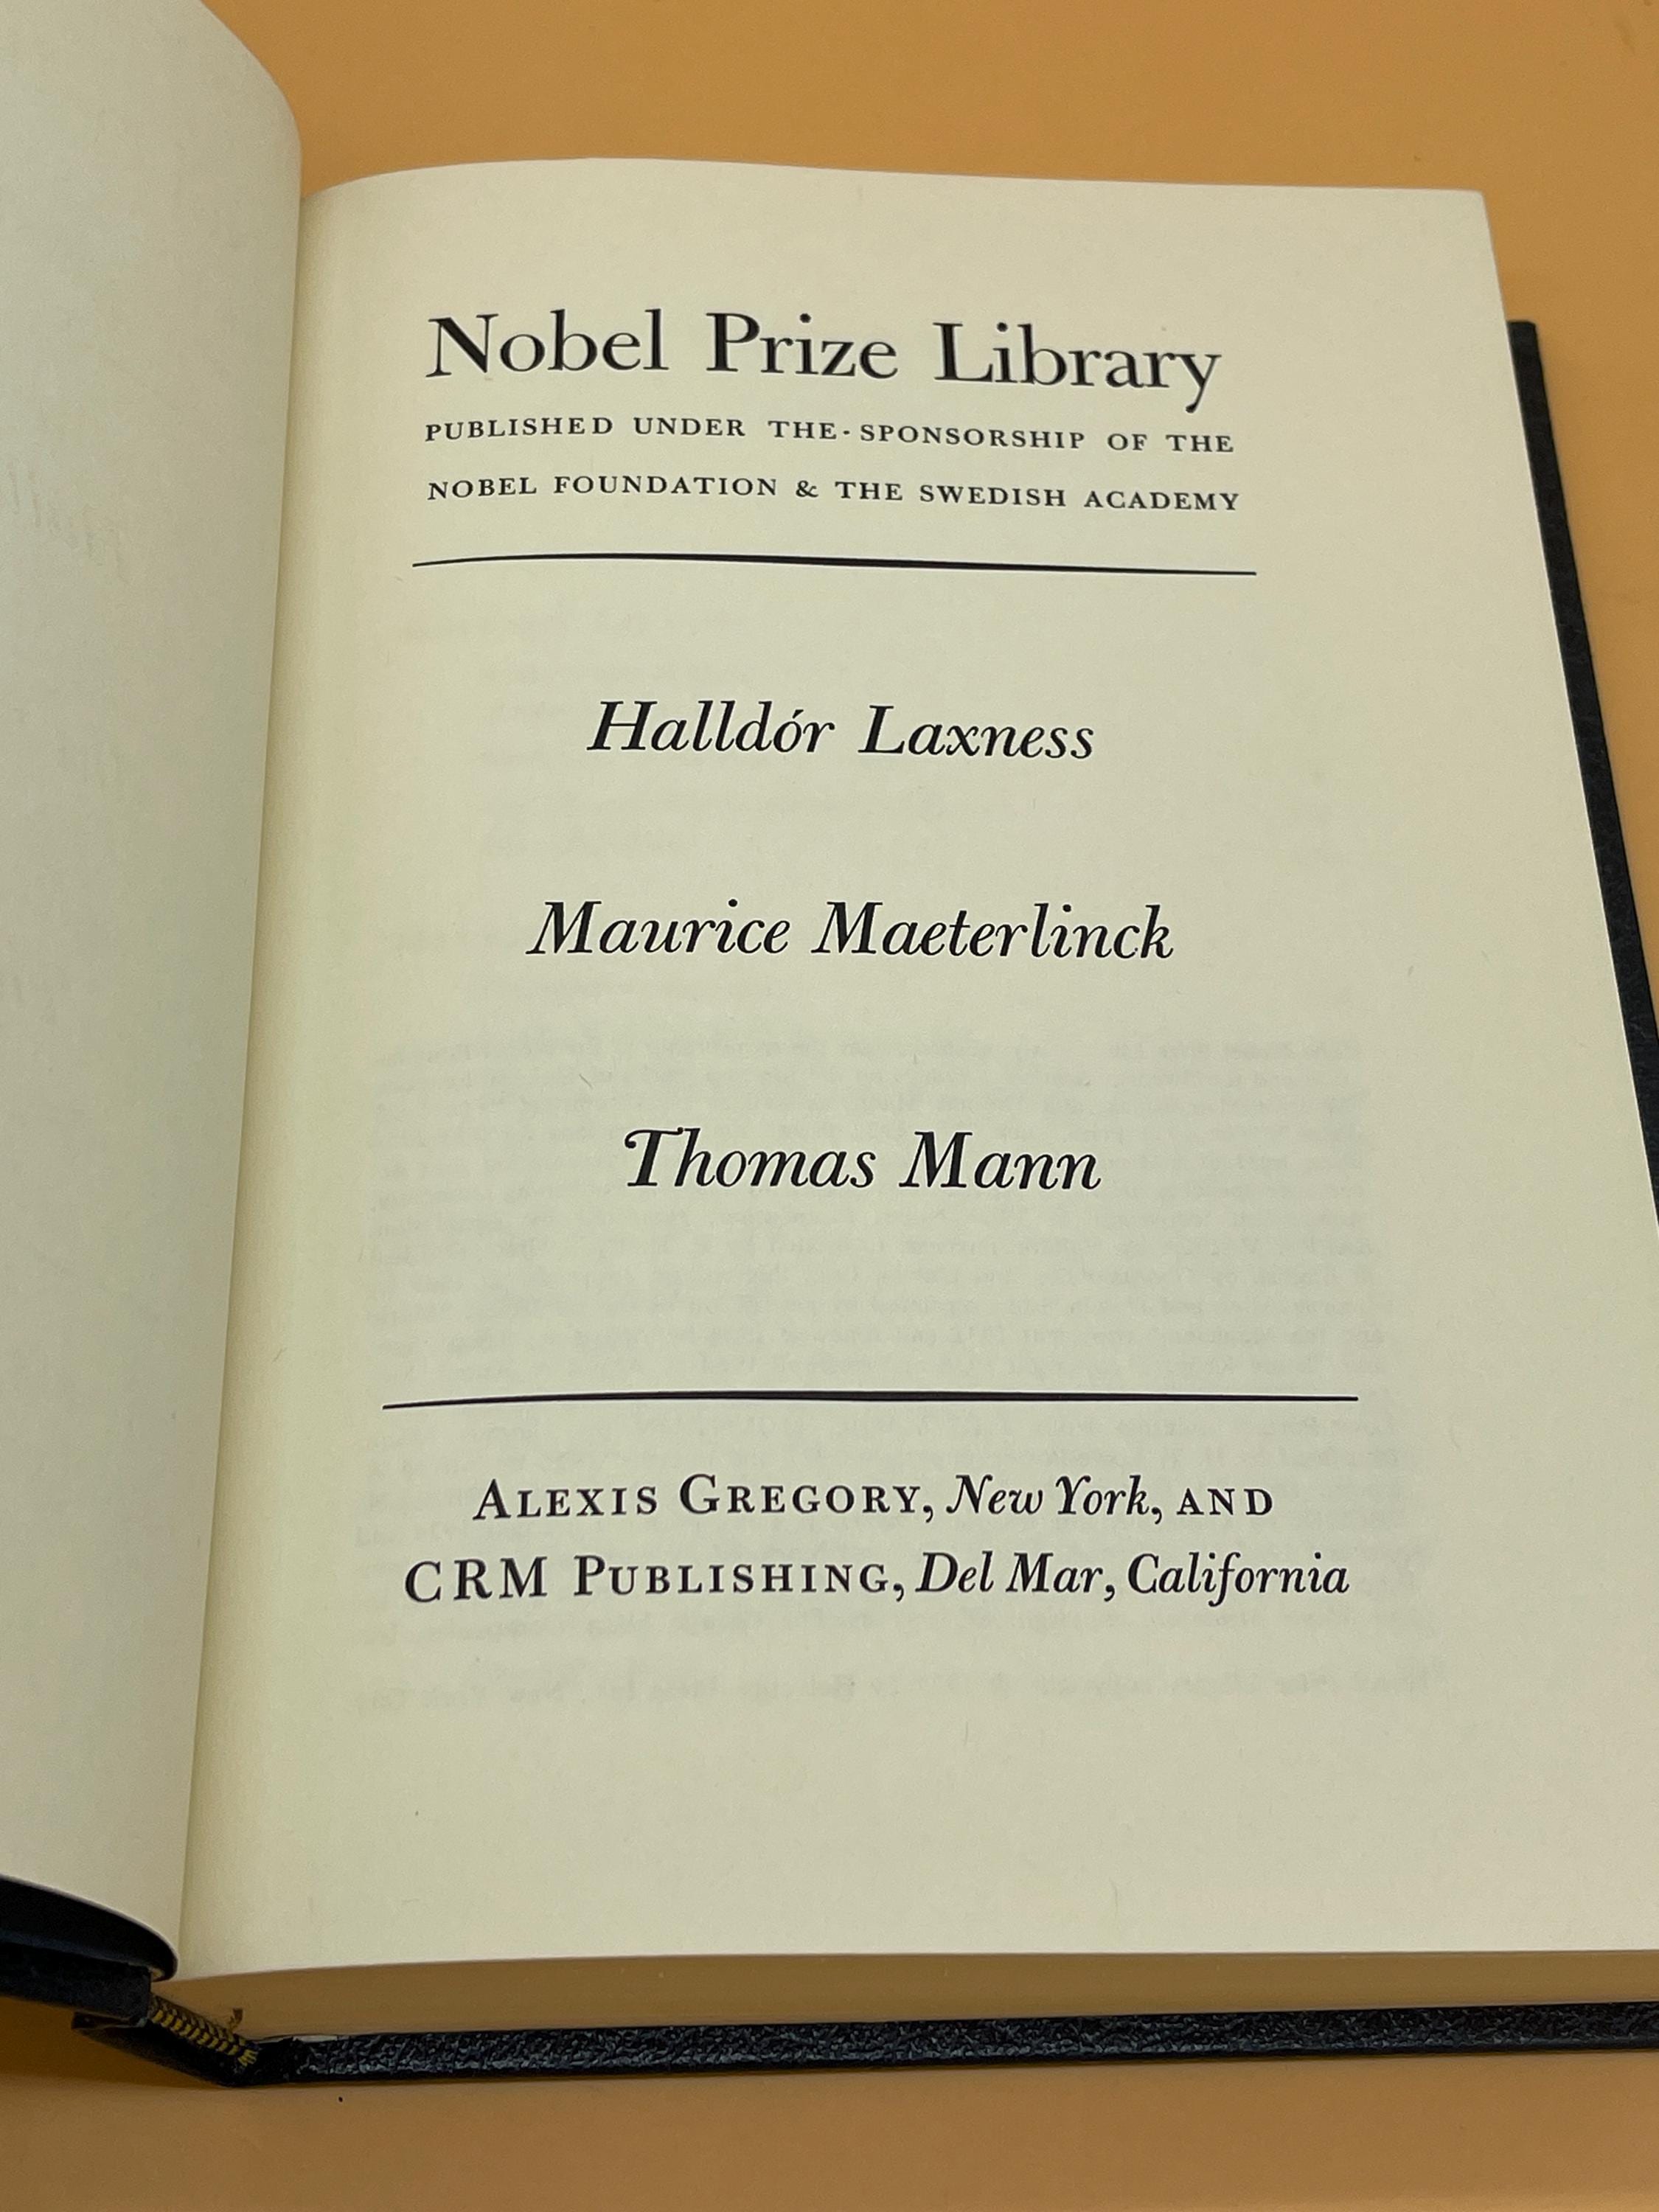 Nobel Prize Library
PUBLISHED UNDER THE·SPONSORSHIP OF THE
NOBEL FOUNDATION & THE SWEDISH ACADEMY
Halldór Laxness
Maurice Maeterlinck
Thomas Mann
ALEXIS GREGORY, New York, AND
CRM PUBLISHING, Del Mar, California